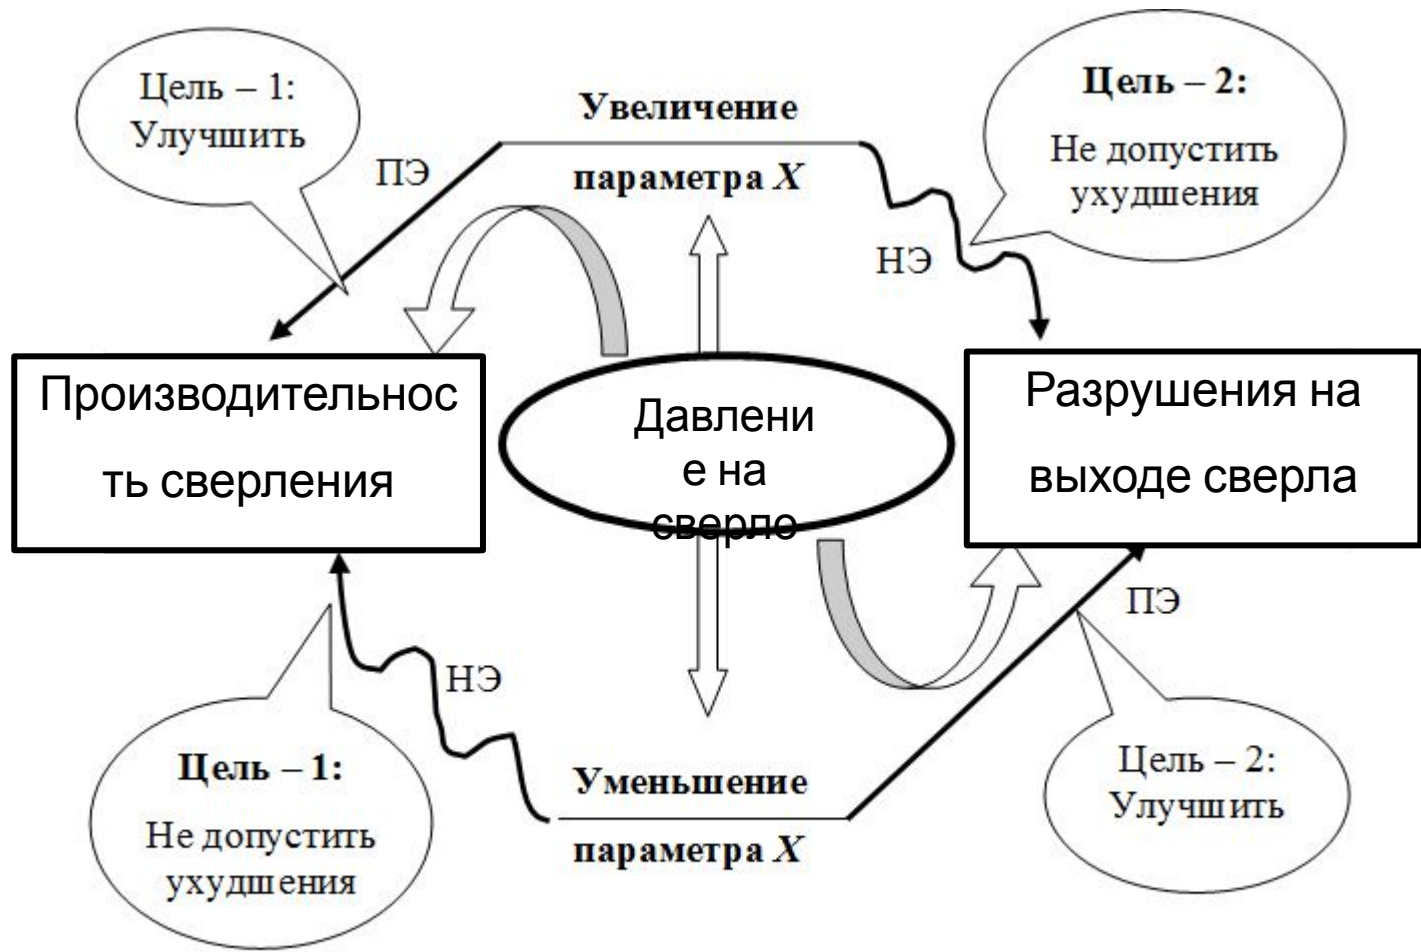 Цель – 1:
Улучшить
ПЭ
Увеличение
параметра X
НЭ
Цель – 2:
Не допустить
ухудшения
Производительнос
ть сверления
Давлени
е на
сверло
Разрушения на
выходе сверла
НЭ
ПЭ
Цель – 1:
Не допустить
ухудшения
Уменьшение
параметра X
Цель – 2:
Улучшить